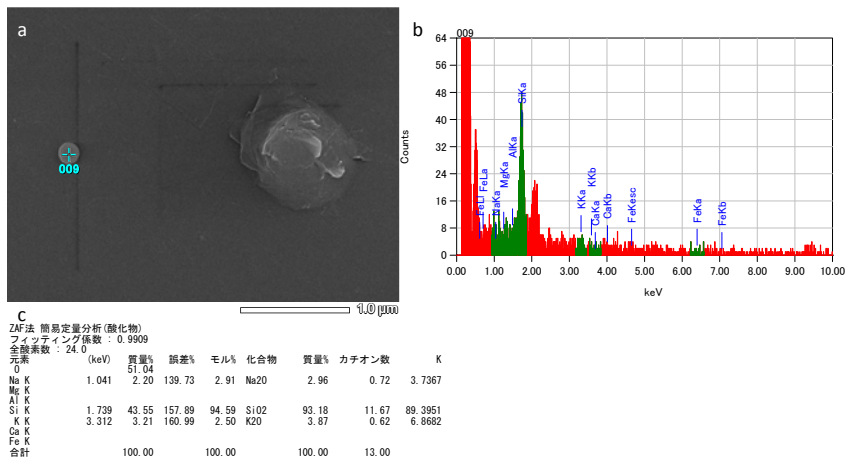 a
009
1.0 μm
b
009
Counts
64
56
48
40
32
24
16
8
0
FeLl
FeLa
NaKa
MgKa
AlKa
SiKa
KKa
KKb
CaKa
CaKb
FeKesc
FeKa
FeKb
0.00 1.00 2.00 3.00 4.00 5.00 6.00 7.00 8.00 9.00 10.00
keV
c
ZAF法 簡易定量分析(酸化物)
フィッティング係数 : 0.9909
全酸素数 : 24.0
元素 (kev) 質量% 誤差% モル% 化合物 質量% カチオン数 K
O 51.04
Na K 1.041 2.20 139.73 2.91 Na2O 2.96 0.72 3.7367
Mg K
Al K
Si K 1.739 43.55 157.89 94.59 SiO2 93.18 11.67 89.3951
K K 3.312 3.21 160.99 2.50 K2O 3.87 0.62 6.8682
Ca K
Fe K
合計 100.00 100.00 100.00 13.00